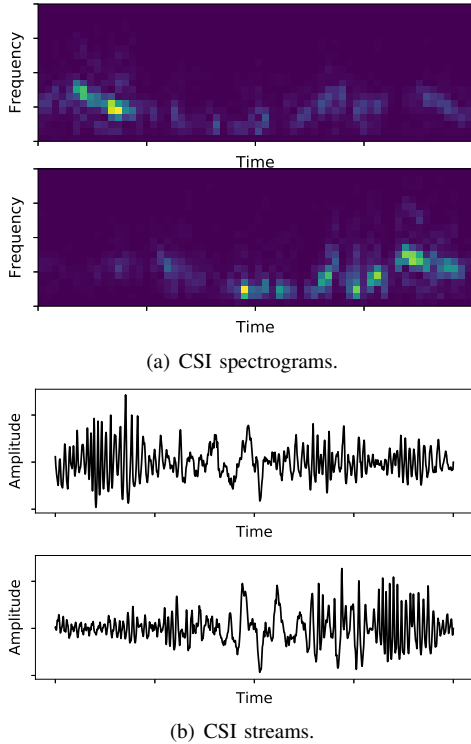 Frequency
Time
Frequency
Time
(a) CSI spectrograms.
Amplitude
Time
Amplitude
Time
(b) CSI streams.